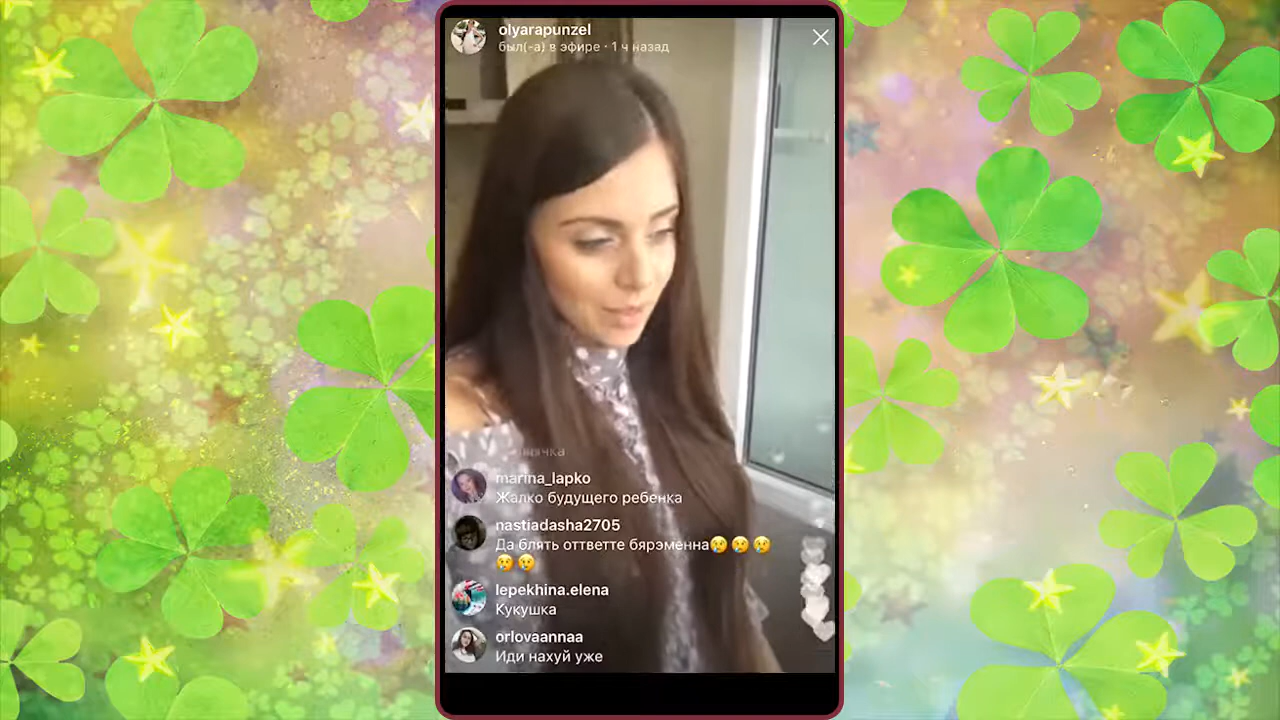 olyarapunzel
был(-а) в эфире · 1 ч назад
marina_lapko
Жалко будущего ребенка
nastiadasha2705
Да блять оттветте бярэменна😢😢😢
😢😢
lepekhina.elena
Кукушка
orlovaannaa
Иди нахуй уже